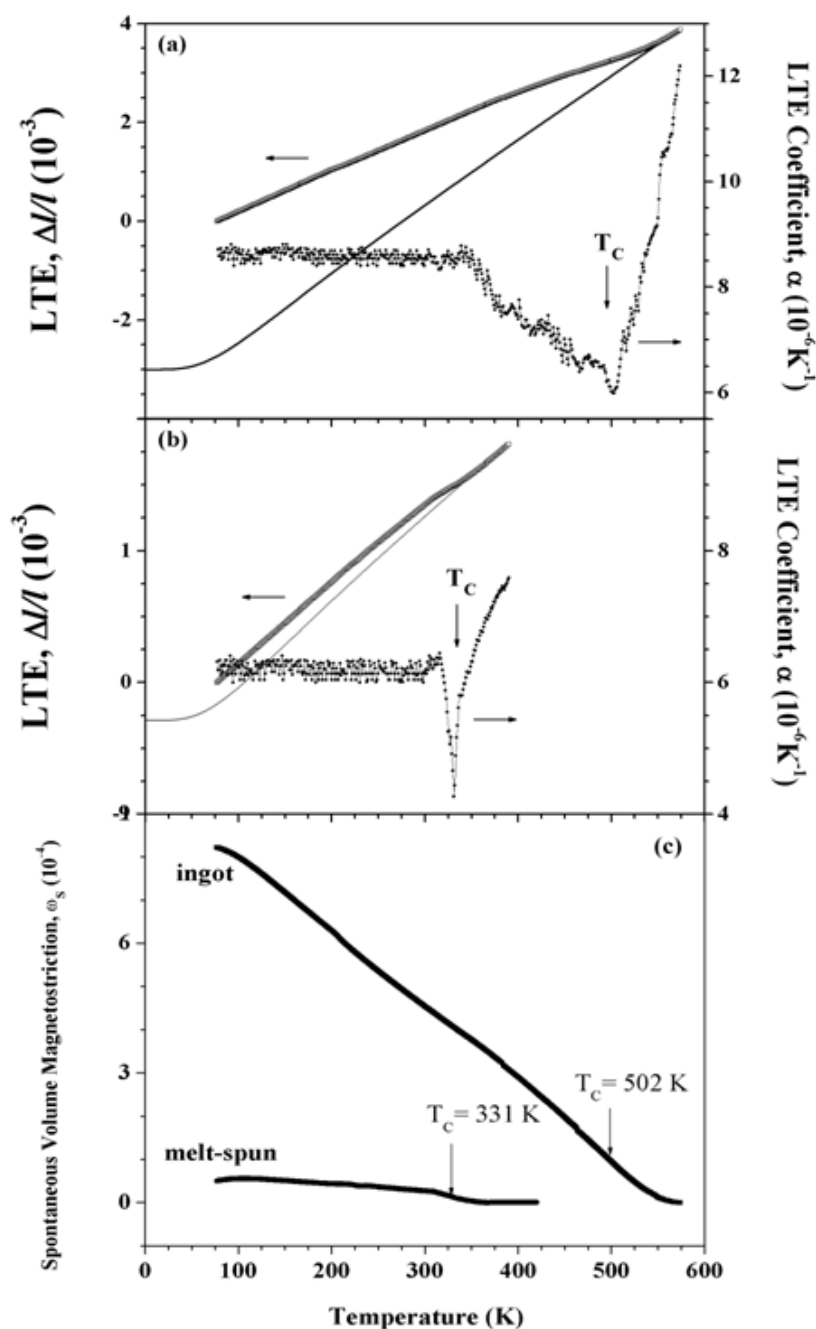 (a)
LTE, Δl/l (10⁻³)
4
2
0
-2
LTE Coefficient, α (10⁻⁶K⁻¹)
12
10
8
6
T_C
(b)
LTE, Δl/l (10⁻³)
1
0
LTE Coefficient, α (10⁻⁶K⁻¹)
8
6
4
T_C
(c)
Spontaneous Volume Magnetostriction, ω_s (10⁻⁴)
6
3
0
ingot
melt-spun
T_C= 331 K
T_C= 502 K
0 100 200 300 400 500 600
Temperature (K)